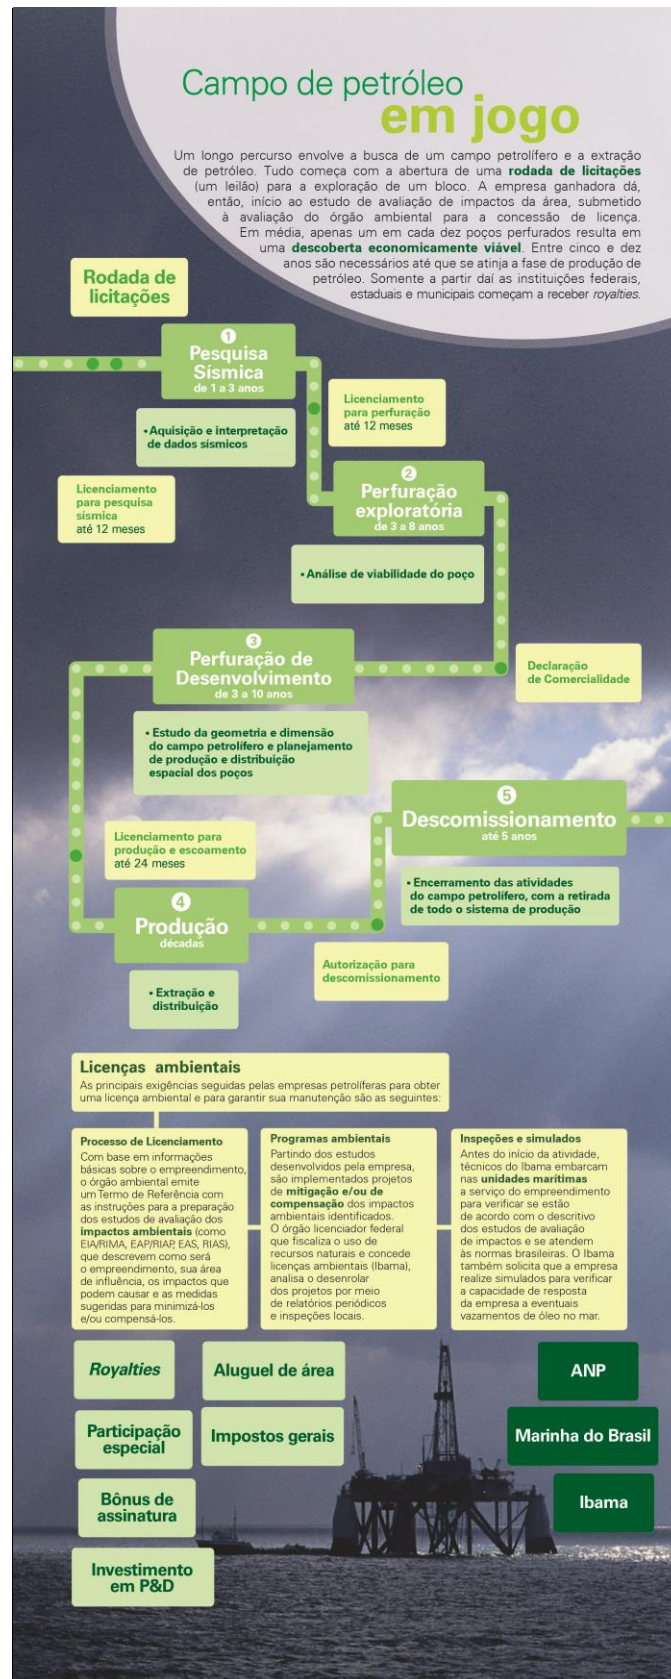 Campo de petróleo
em jogo
Um longo percurso envolve a busca de um campo petrolífero e a extração
de petróleo. Tudo começa com a abertura de uma rodada de licitações
(um leilão) para a exploração de um bloco. A empresa ganhadora dá,
então, início ao estudo de avaliação de impactos da área, submetido
à avaliação do órgão ambiental para a concessão de licença.
Em média, apenas um em cada dez poços perfurados resulta em
uma descoberta economicamente viável. Entre cinco e dez
anos são necessários até que se atinja a fase de produção de
petróleo. Somente a partir daí as instituições federais,
estaduais e municipais começam a receber royalties.
Rodada de
licitações
1
Pesquisa
Sísmica
de 1 a 3 anos
• Aquisição e interpretação
de dados sísmicos
Licenciamento
para perfuração
até 12 meses
Licenciamento
para pesquisa
sísmica
até 12 meses
2
Perfuração
exploratória
de 3 a 8 anos
• Análise de viabilidade do poço
3
Perfuração de
Desenvolvimento
de 3 a 10 anos
Declaração
de Comercialidade
• Estudo da geometria e dimensão
do campo petrolífero e planejamento
de produção e distribuição
espacial dos poços
5
Descomissionamento
até 5 anos
Licenciamento para
produção e escoamento
até 24 meses
• Encerramento das atividades
do campo petrolífero, com a retirada
de todo o sistema de produção
4
Produção
décadas
Autorização para
descomissionamento
• Extração e
distribuição
Licenças ambientais
As principais exigências seguidas pelas empresas petrolíferas para obter
uma licença ambiental e para garantir sua manutenção são as seguintes:
Processo de Licenciamento
Com base em informações
básicas sobre o empreendimento,
o órgão ambiental emite
um Termo de Referência com
as instruções para a preparação
dos estudos de avaliação dos
impactos ambientais (como
EIA/RIMA, EAP/RIAP, EAS, RIAS),
que descrevem como será
o empreendimento, sua área
de influência, os impactos que
podem causar e as medidas
sugeridas para minimizá-los
e/ou compensá-los.
Programas ambientais
Partindo dos estudos
desenvolvidos pela empresa,
são implementados projetos
de mitigação e/ou de
compensação dos impactos
ambientais identificados.
O órgão licenciador federal
que fiscaliza o uso de
recursos naturais e concede
licenças ambientais (Ibama),
analisa o desenrolar
dos projetos por meio
de relatórios periódicos
e inspeções locais.
Inspeções e simulados
Antes do início da atividade,
técnicos do Ibama embarcam
nas unidades marítimas
a serviço do empreendimento
para verificar se estão
de acordo com o descritivo
dos estudos de avaliação
de impactos e se atendem
às normas brasileiras. O Ibama
também solicita que a empresa
realize simulados para verificar
a capacidade de resposta
da empresa a eventuais
vazamentos de óleo no mar.
Royalties
Aluguel de área
ANP
Participação
especial
Impostos gerais
Marinha do Brasil
Bônus de
assinatura
Ibama
Investimento
em P&D